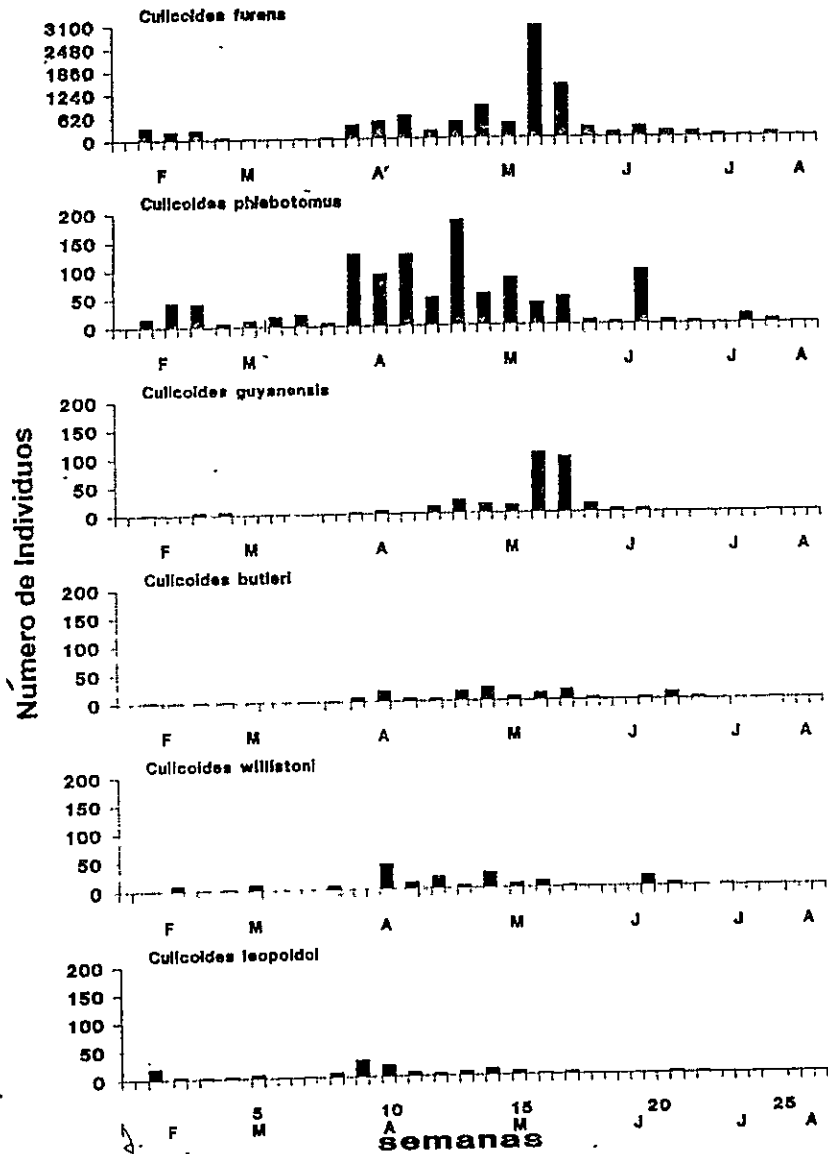 Culicoides furens
3100
2480
1860
1240
620
0
F M A M J J A
Culicoides phlebotomus
200
150
100
50
0
F M A M J J A
Culicoides guyanensis
200
150
100
50
0
F M A M J J A
Culicoides butleri
200
150
100
50
0
F M A M J J A
Culicoides willistoni
200
150
100
50
0
F M A M J J A
Culicoides leopoldoi
200
150
100
50
0
5 10 15 20 25
F M A M J J A
semanas
Número de Individuos